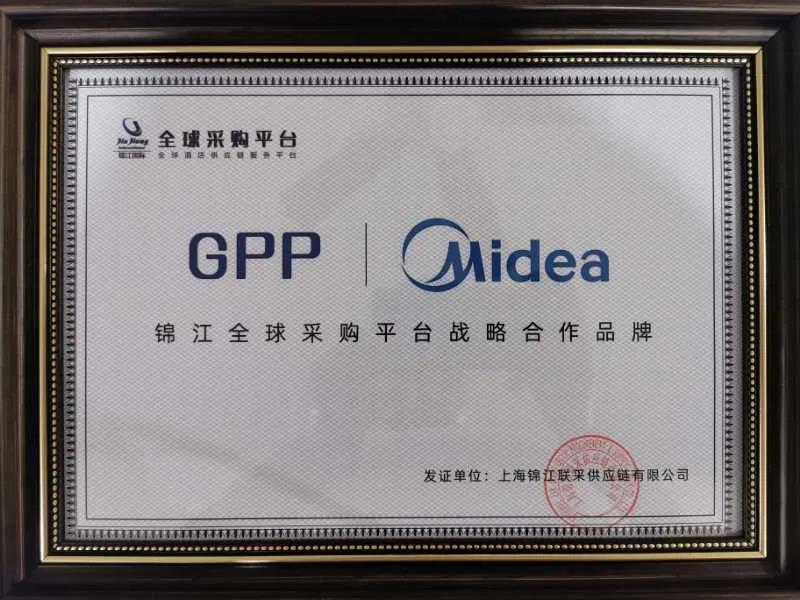 Jin Jiang
锦江国际
全球采购平台
全球酒店供应链服务平台
GPP
Midea
锦江全球采购平台战略合作品牌
发证单位：上海锦江联采供应链有限公司